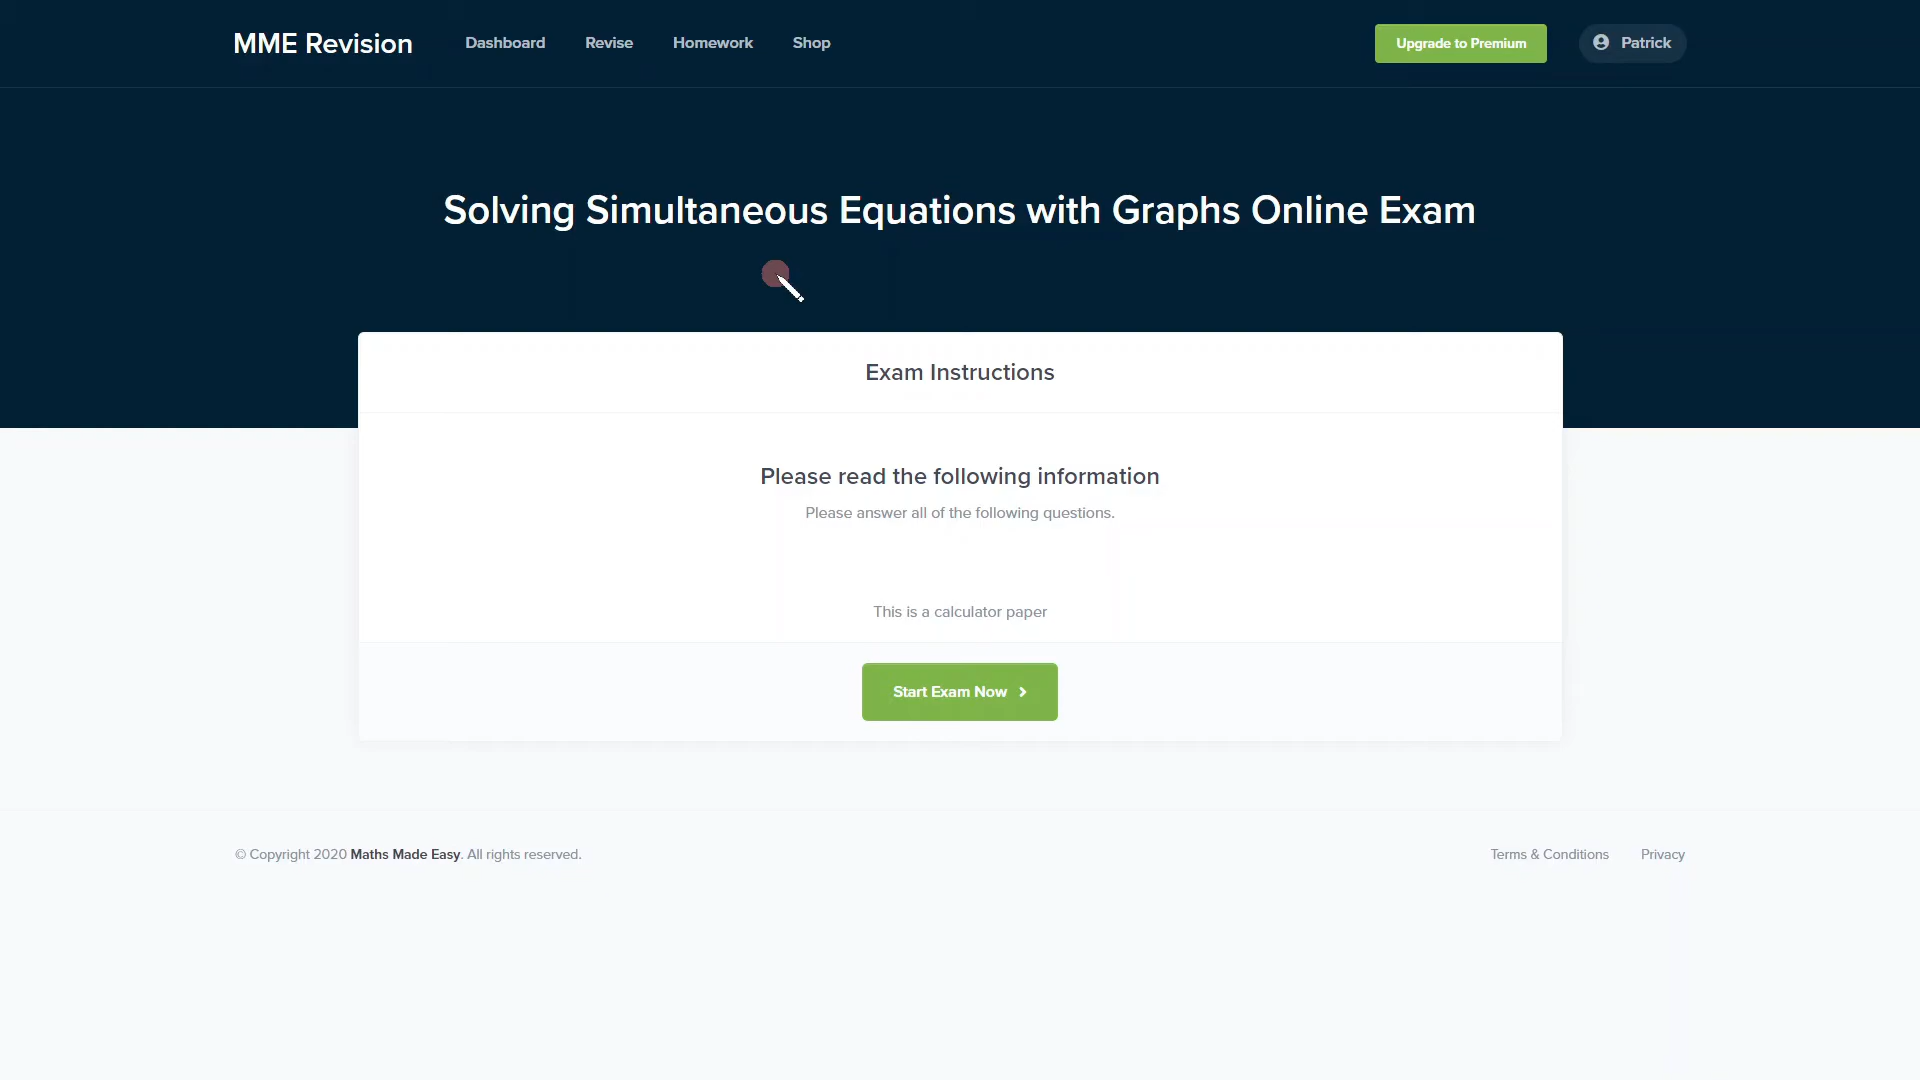 MME Revision
Dashboard
Revise
Homework
Shop
Upgrade to Premium
Patrick
Solving Simultaneous Equations with Graphs Online Exam
Exam Instructions
Please read the following information
Please answer all of the following questions.
This is a calculator paper
Start Exam Now
© Copyright 2020 Maths Made Easy. All rights reserved.
Terms & Conditions
Privacy